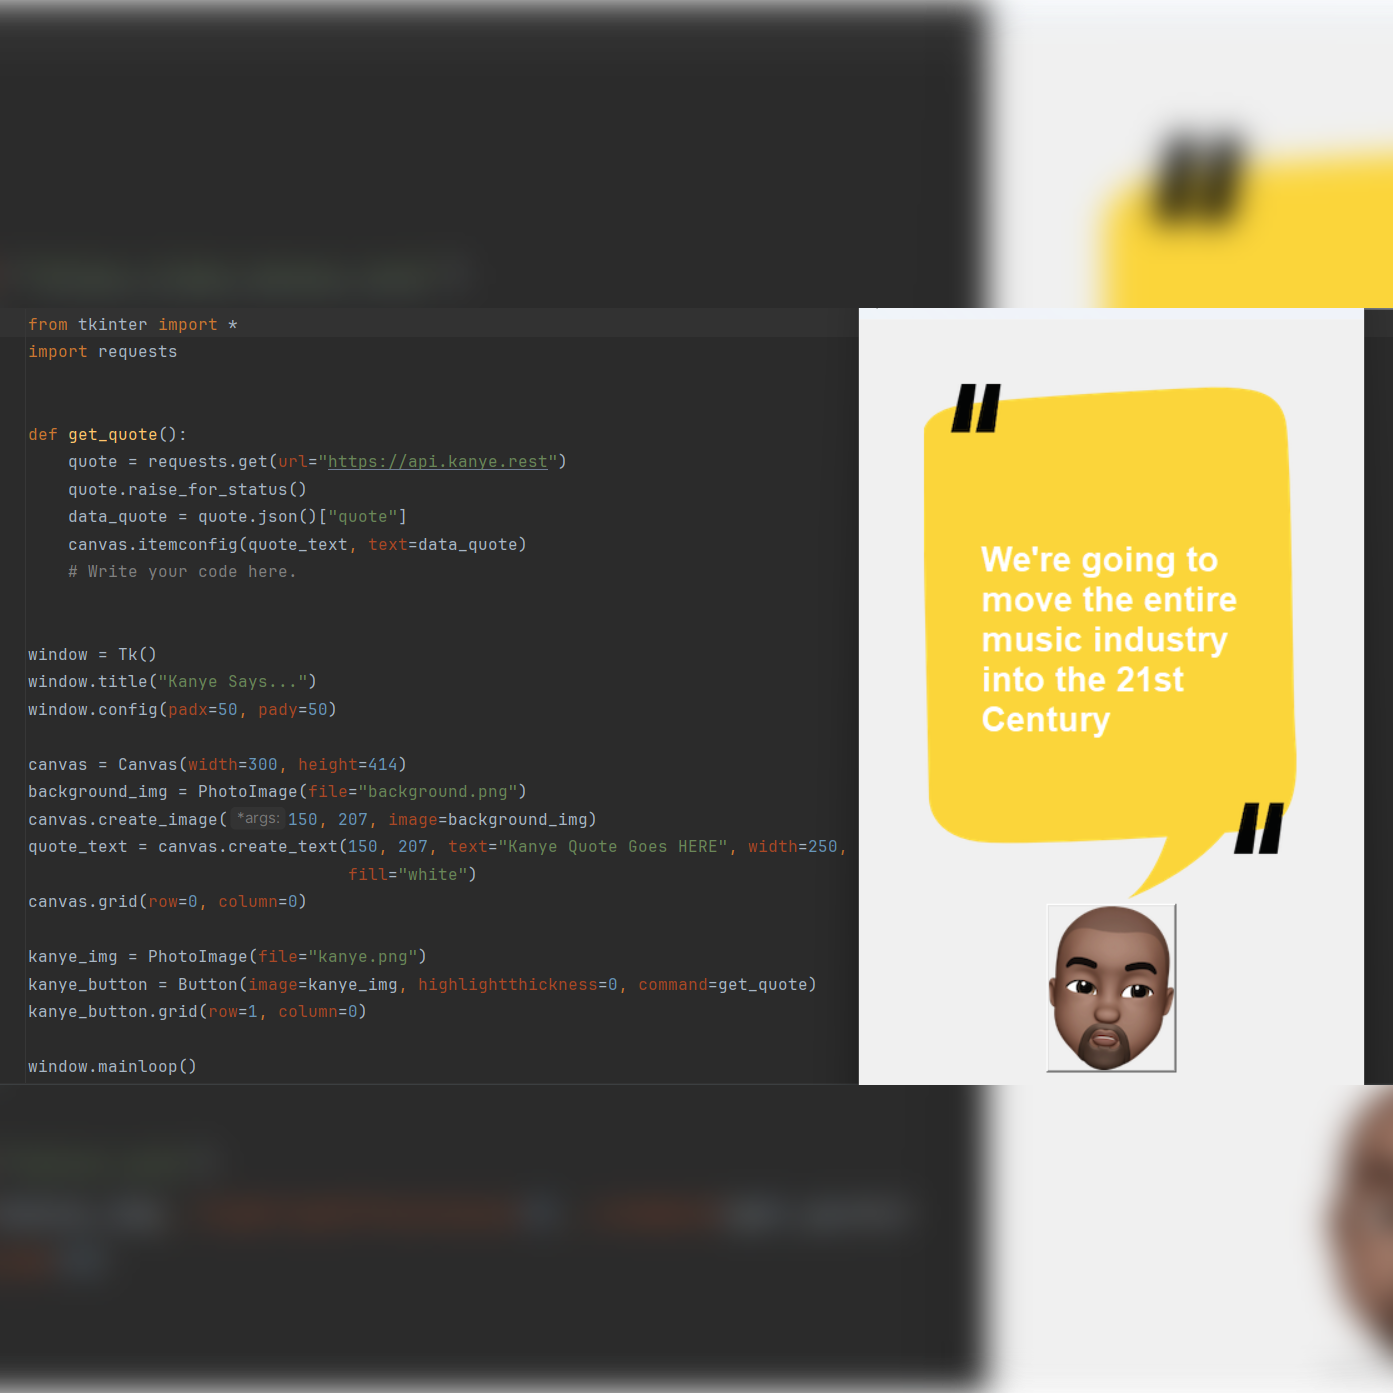 from tkinter import *
import requests
def get_quote():
    quote = requests.get(url="https://api.kanye.rest")
    quote.raise_for_status()
    data_quote = quote.json()["quote"]
    canvas.itemconfig(quote_text, text=data_quote)
    # Write your code here.
window = Tk()
window.title("Kanye Says...")
window.config(padx=50, pady=50)
canvas = Canvas(width=300, height=414)
background_img = PhotoImage(file="background.png")
canvas.create_image( *args: 150, 207, image=background_img)
quote_text = canvas.create_text(150, 207, text="Kanye Quote Goes HERE", width=250,
                                fill="white")
canvas.grid(row=0, column=0)
kanye_img = PhotoImage(file="kanye.png")
kanye_button = Button(image=kanye_img, highlightthickness=0, command=get_quote)
kanye_button.grid(row=1, column=0)
window.mainloop()
"
We're going to
move the entire
music industry
into the 21st
Century
"